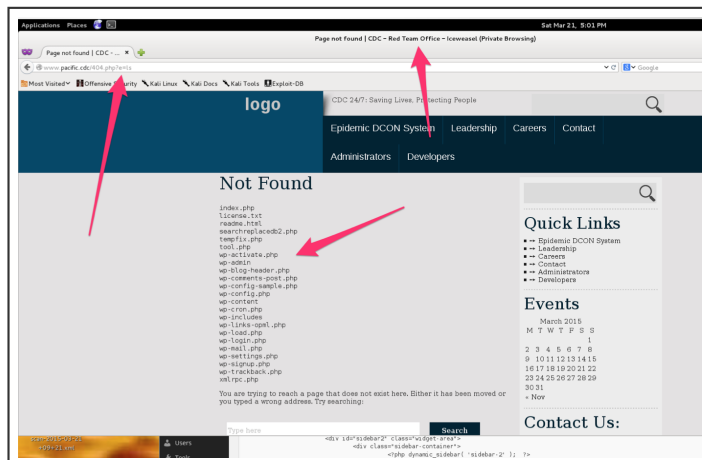 Applications Places
Sat Mar 21, 5:01 PM
Page not found | CDC – Red Team Office – Iceweasel (Private Browsing)
Page not found | CDC - ...
www.pacific.cdc/404.php?e=ls
Google
Most Visited
Offensive Security
Kali Linux
Kali Docs
Kali Tools
Exploit-DB
logo
CDC 24/7: Saving Lives, Protecting People
Epidemic DCON System
Leadership
Careers
Contact
Administrators
Developers
Not Found
index.php
license.txt
readme.html
searchreplacedb2.php
tempfix.php
tool.php
wp-activate.php
wp-admin
wp-blog-header.php
wp-comments-post.php
wp-config-sample.php
wp-config.php
wp-content
wp-cron.php
wp-includes
wp-links-opml.php
wp-load.php
wp-login.php
wp-mail.php
wp-settings.php
wp-signup.php
wp-trackback.php
xmlrpc.php
You are trying to reach a page that does not exist here. Either it has been moved or
you typed a wrong address. Try searching:
Type here
Search
Quick Links
Epidemic DCON System
Leadership
Careers
Contact
Administrators
Developers
Events
March 2015
M T W T F S S
1
2 3 4 5 6 7 8
9 10 11 12 13 14 15
16 17 18 19 20 21 22
23 24 25 26 27 28 29
30 31
« Nov
Contact Us:
Users
Tools
<div id="sidebar2" class="widget-area">
<div class="sidebar-container">
<?php dynamic_sidebar( 'sidebar-2' ); ?>